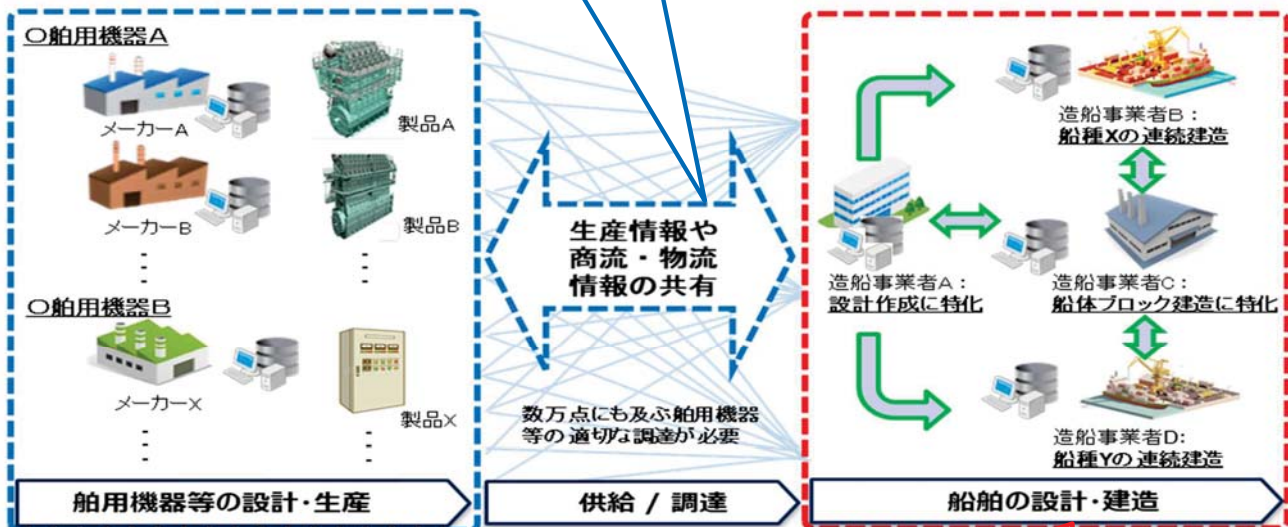 〇舶用機器A
メーカーA
製品A
メーカーB
製品B
〇舶用機器B
メーカーX
製品X
舶用機器等の設計・生産
生産情報や
商流・物流
情報の共有
数万点にも及ぶ舶用機器
等の適切な調達が必要
供給 / 調達
造船事業者B：
船種Xの連続建造
造船事業者A：
設計作成に特化
造船事業者C：
船体ブロック建造に特化
造船事業者D：
船種Yの連続建造
船舶の設計・建造